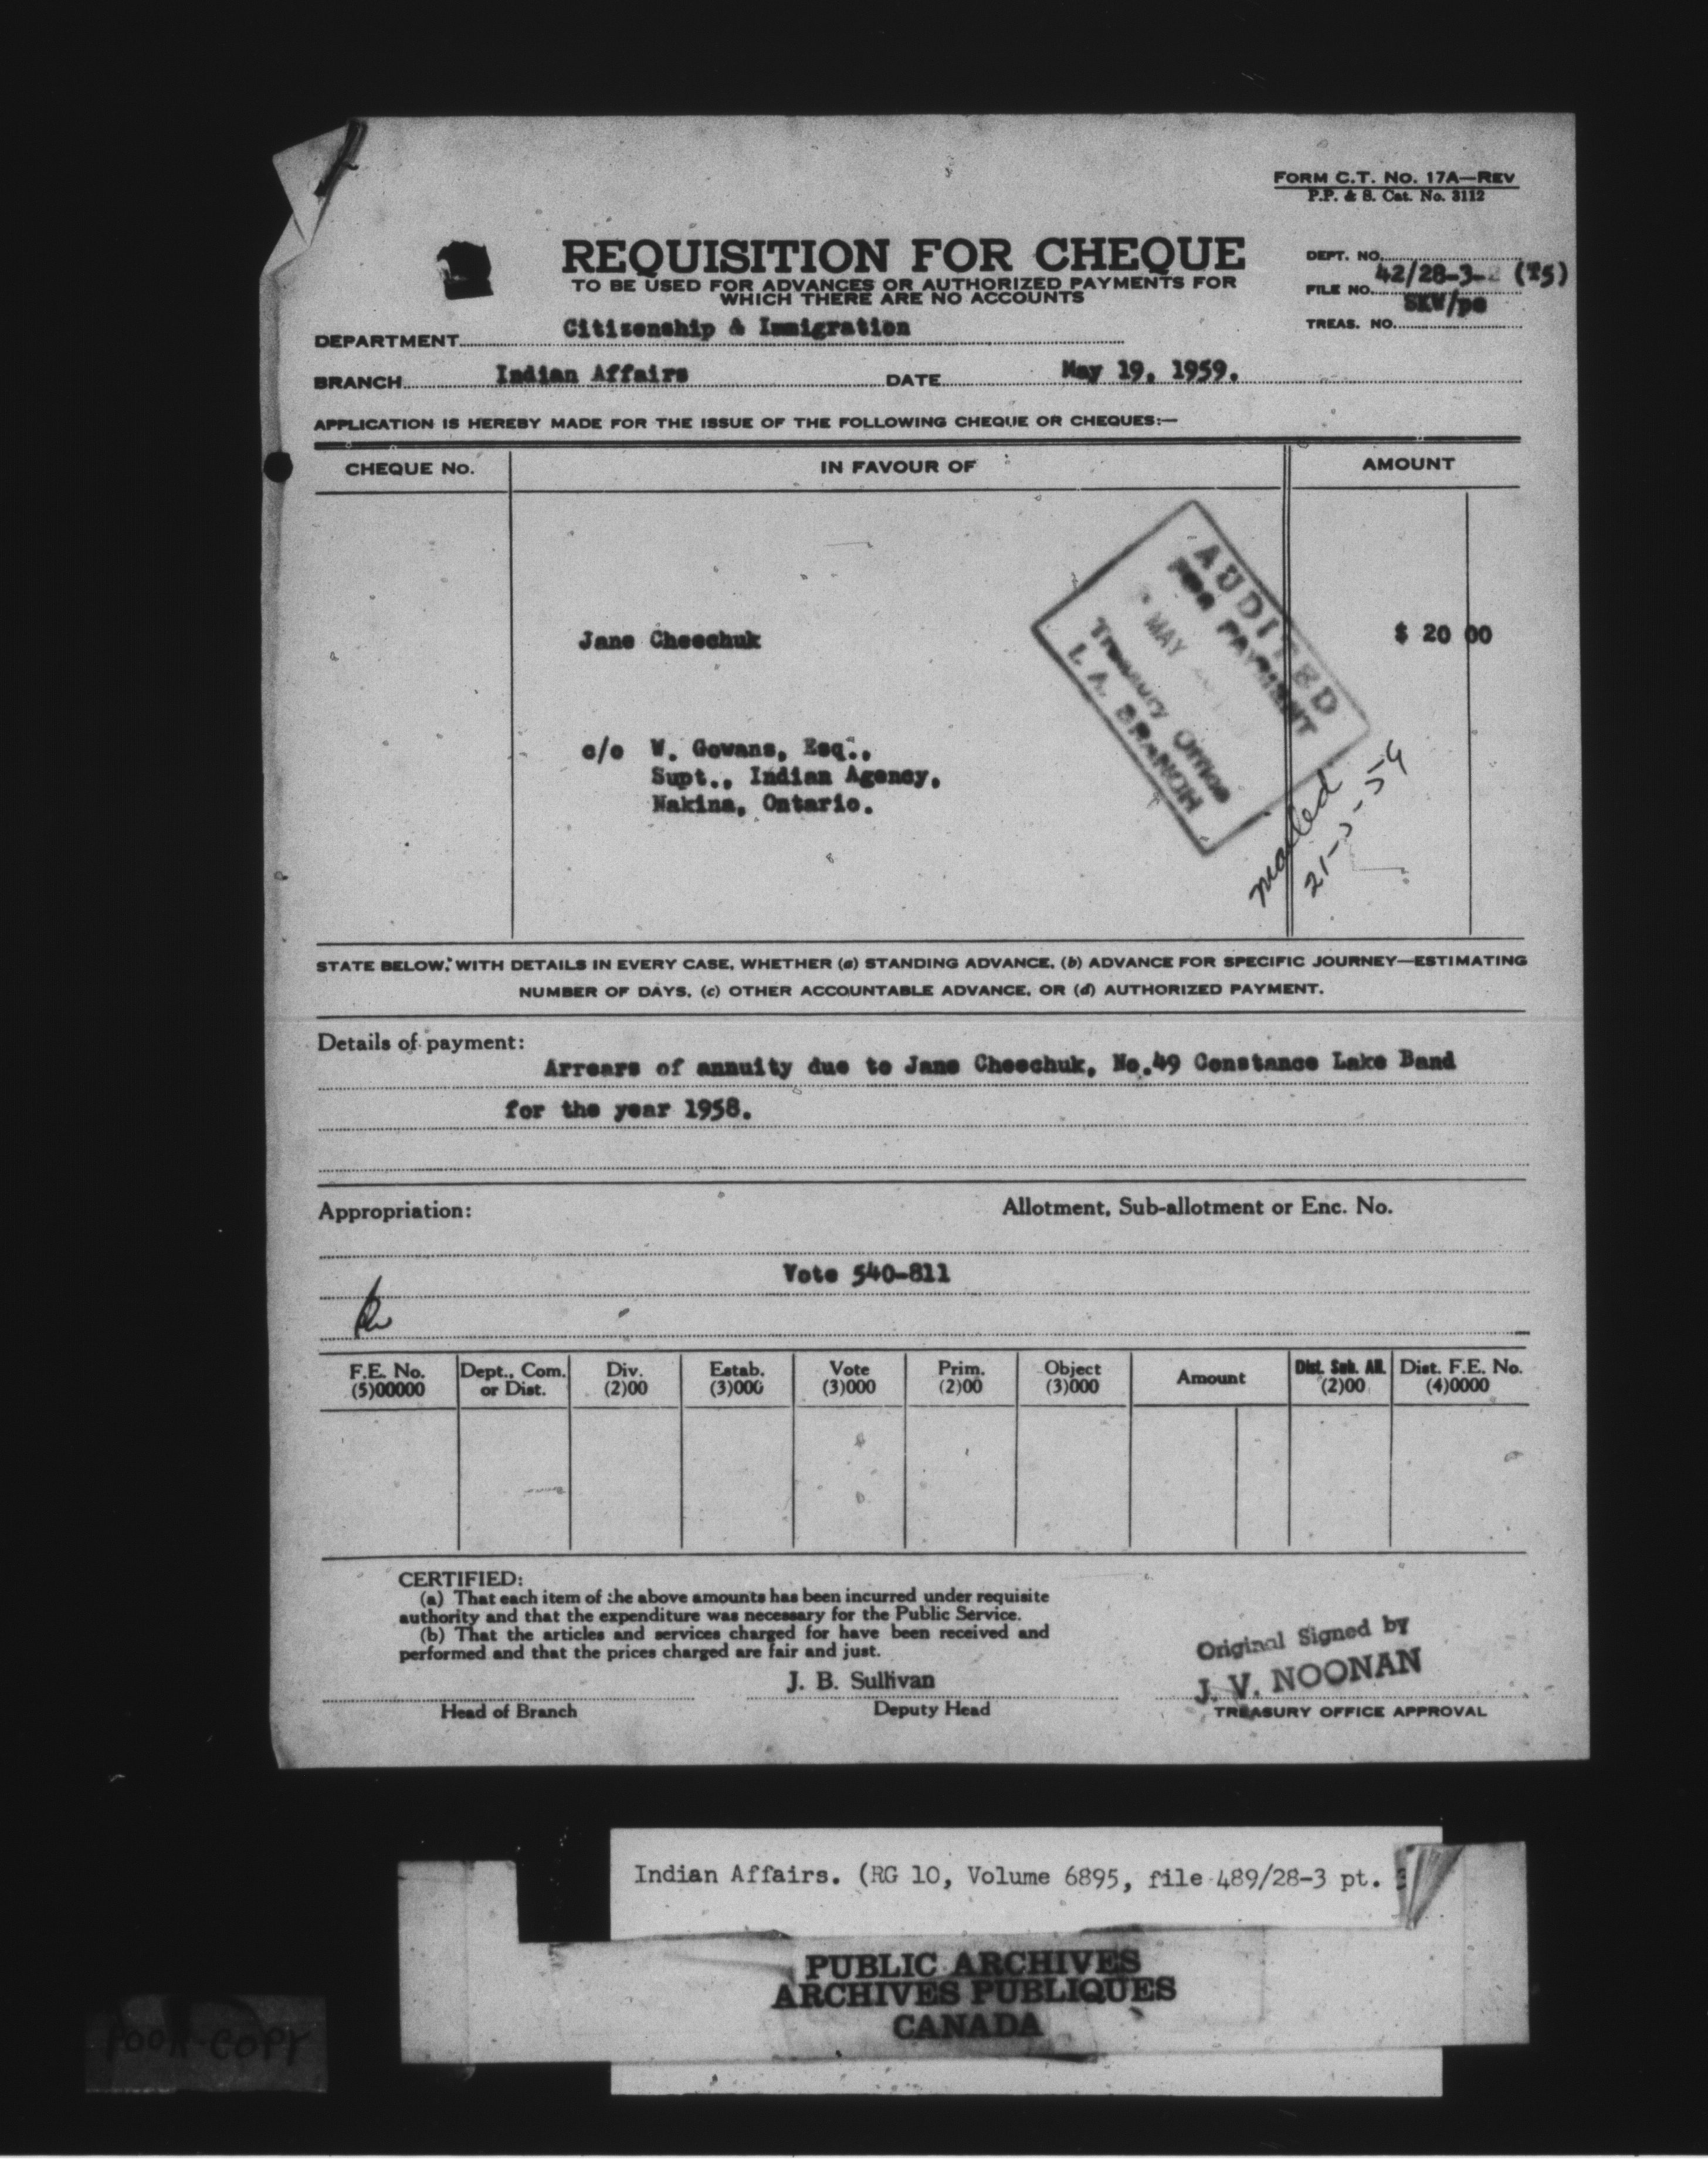 FORM C.T. NO. 17A—REV
P.P. & S. Cat. No. 3112
REQUISITION FOR CHEQUE
TO BE USED FOR ADVANCES OR AUTHORIZED PAYMENTS FOR
WHICH THERE ARE NO ACCOUNTS
DEPT. NO.
FILE NO. 42/28-3- (T5)
SKW/pe
TREAS. NO.
DEPARTMENT Citizenship & Immigration
BRANCH Indian Affairs DATE May 19, 1959.
APPLICATION IS HEREBY MADE FOR THE ISSUE OF THE FOLLOWING CHEQUE OR CHEQUES:—
CHEQUE No. IN FAVOUR OF AMOUNT
AUDITED
FOR PAYMENT
MAY
Treasury Office
I. A. BRANCH
Jane Cheechuk $ 20 00
c/o W. Gowans, Esq.,
Supt., Indian Agency,
Nakina, Ontario.
mailed
21-5-59
STATE BELOW, WITH DETAILS IN EVERY CASE, WHETHER (a) STANDING ADVANCE, (b) ADVANCE FOR SPECIFIC JOURNEY—ESTIMATING
NUMBER OF DAYS, (c) OTHER ACCOUNTABLE ADVANCE, OR (d) AUTHORIZED PAYMENT.
Details of payment:
Arrears of annuity due to Jane Cheechuk, No.49 Constance Lake Band
for the year 1958.
Appropriation: Allotment, Sub-allotment or Enc. No.
Vote 540-811
F.E. No. (5)00000 Dept., Com. or Dist. Div. (2)00 Estab. (3)000 Vote (3)000 Prim. (2)00 Object (3)000 Amount Dist. Sub. All. (2)00 Dist. F.E. No. (4)0000
CERTIFIED:
(a) That each item of the above amounts has been incurred under requisite
authority and that the expenditure was necessary for the Public Service.
(b) That the articles and services charged for have been received and
performed and that the prices charged are fair and just.
Original Signed by
J. V. NOONAN
J. B. Sullivan
Head of Branch Deputy Head TREASURY OFFICE APPROVAL
Indian Affairs. (RG 10, Volume 6895, file 489/28-3 pt.
PUBLIC ARCHIVES
ARCHIVES PUBLIQUES
CANADA
POOR COPY